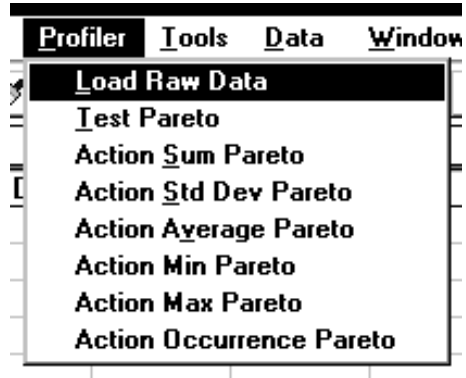 Profiler Tools Data Window
Load Raw Data
Test Pareto
Action Sum Pareto
Action Std Dev Pareto
Action Average Pareto
Action Min Pareto
Action Max Pareto
Action Occurrence Pareto